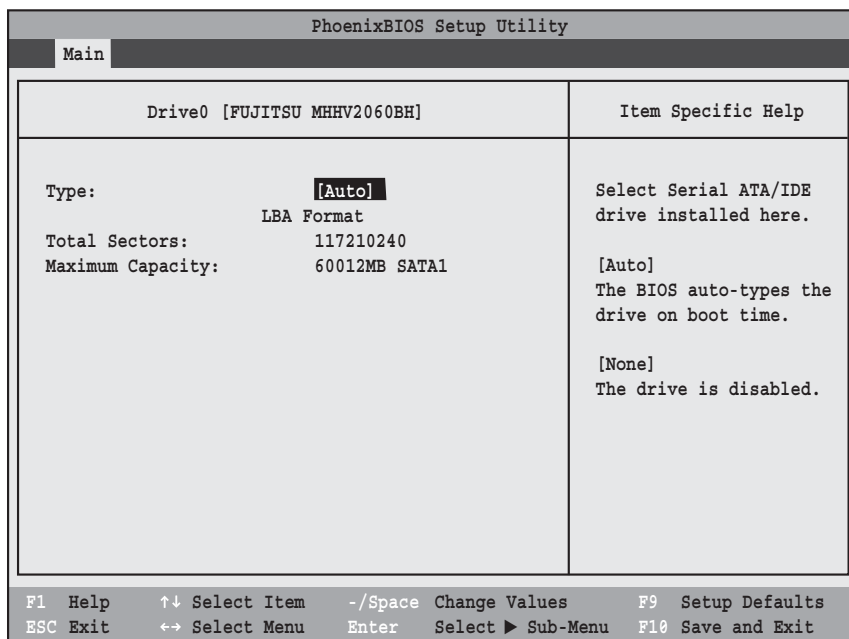 PhoenixBIOS Setup Utility
Main
Drive0 [FUJITSU MHHV2060BH]
Item Specific Help
Type: [Auto]
LBA Format
Total Sectors: 117210240
Maximum Capacity: 60012MB SATA1
Select Serial ATA/IDE
drive installed here.
[Auto]
The BIOS auto-types the
drive on boot time.
[None]
The drive is disabled.
F1 Help ↑↓ Select Item -/Space Change Values F9 Setup Defaults
ESC Exit ←→ Select Menu Enter Select ▶ Sub-Menu F10 Save and Exit